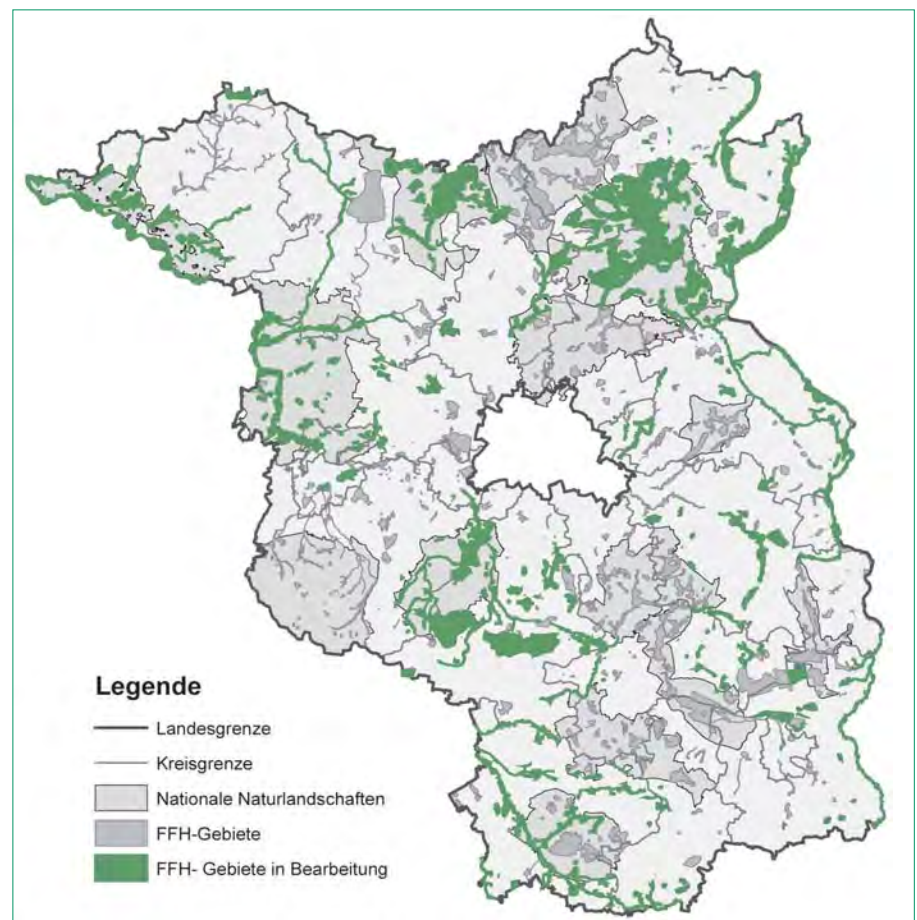 Legende
Landesgrenze
Kreisgrenze
Nationale Naturlandschaften
FFH-Gebiete
FFH- Gebiete in Bearbeitung